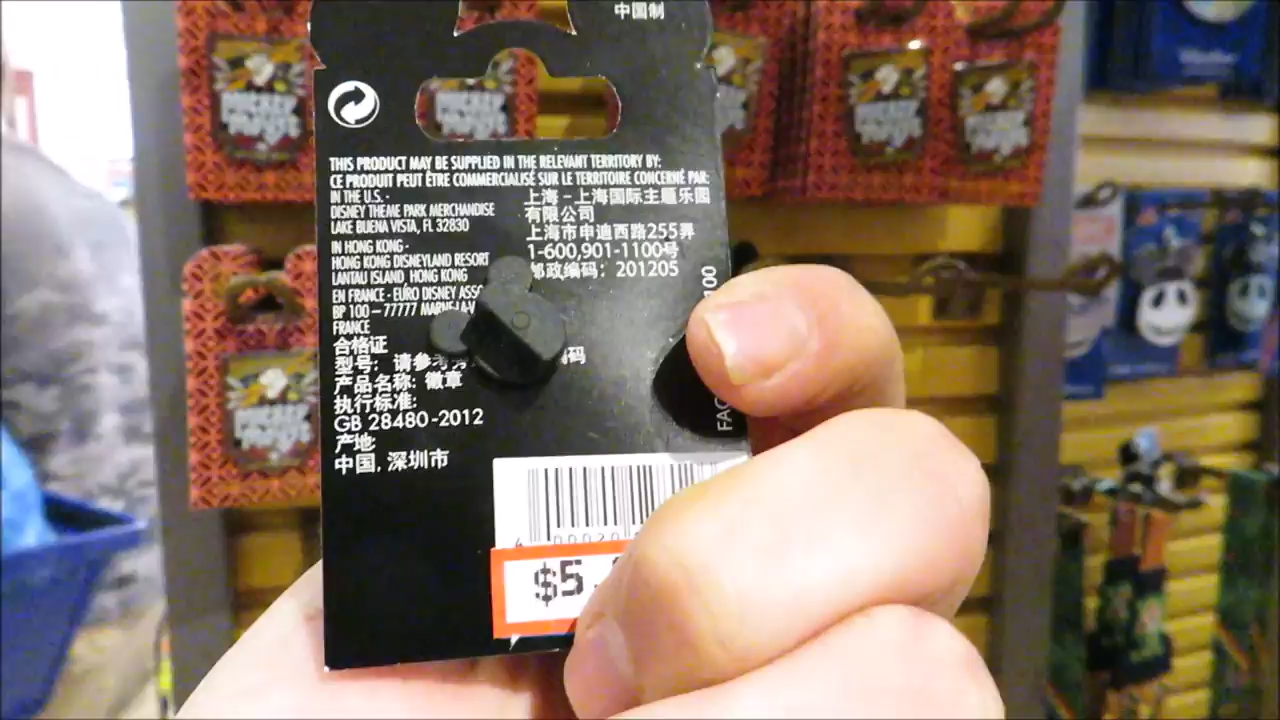 中国制
THIS PRODUCT MAY BE SUPPLIED IN THE RELEVANT TERRITORY BY:
CE PRODUIT PEUT ÊTRE COMMERCIALISÉ SUR LE TERRITOIRE CONCERNÉ PAR:
IN THE U.S. -
DISNEY THEME PARK MERCHANDISE
LAKE BUENA VISTA, FL 32830
IN HONG KONG -
HONG KONG DISNEYLAND RESORT
LANTAU ISLAND, HONG KONG
EN FRANCE - EURO DISNEY
BP 100 – 77777
FRANCE
上海 - 上海国际主题乐园
有限公司
上海市申迪西路255弄
1-600,901-1100号
邮政编码: 201205
合格证
型号: 请参考
产品名称: 徽章
执行标准:
GB 28480-2012
产地:
中国, 深圳市
$5